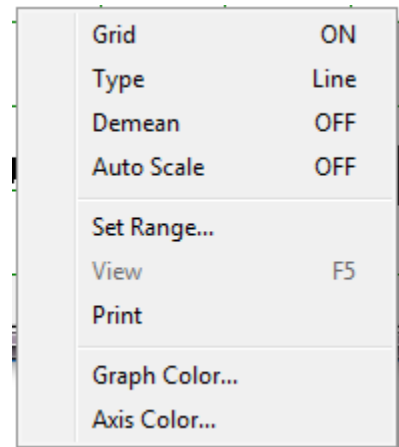 Grid ON
Type Line
Demean OFF
Auto Scale OFF
Set Range...
View F5
Print
Graph Color...
Axis Color...